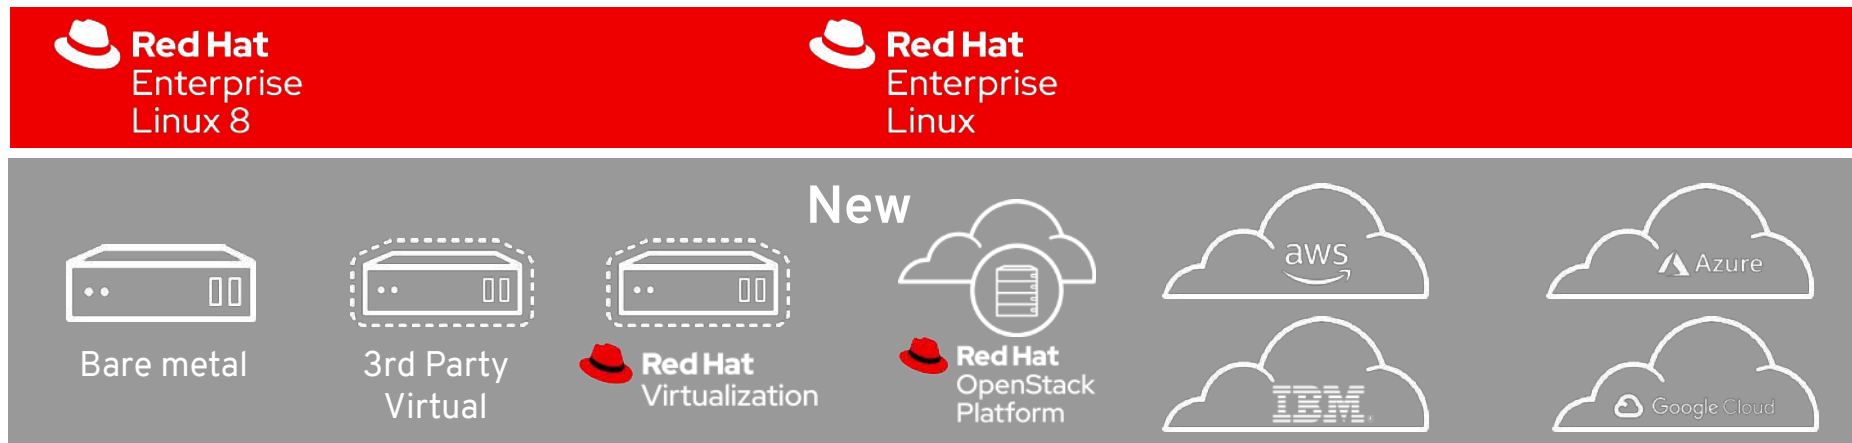 Red Hat
Enterprise
Linux 8
Red Hat
Enterprise
Linux
New
Bare metal
3rd Party
Virtual
Red Hat
Virtualization
Red Hat
OpenStack
Platform
aws
Azure
IBM
Google Cloud